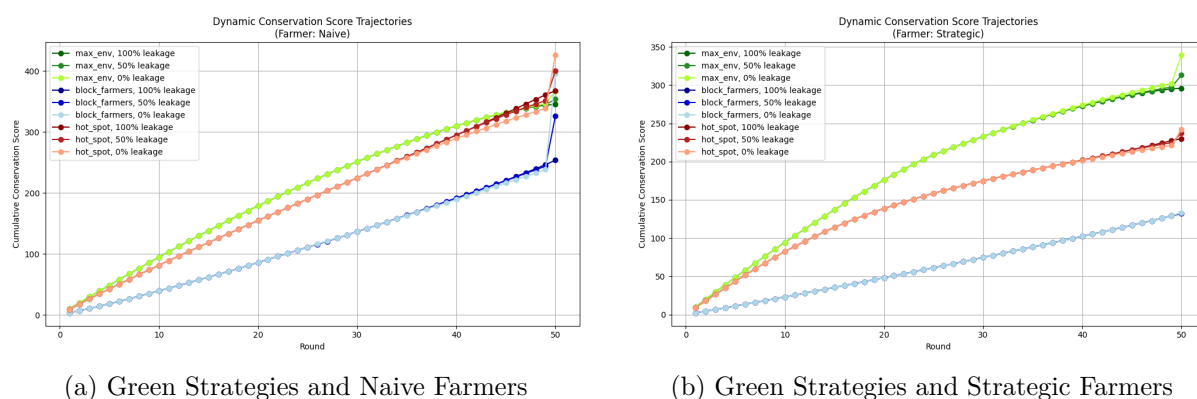 Dynamic Conservation Score Trajectories
(Farmer: Naive)
max_env, 100% leakage
max_env, 50% leakage
max_env, 0% leakage
block_farmers, 100% leakage
block_farmers, 50% leakage
block_farmers, 0% leakage
hot_spot, 100% leakage
hot_spot, 50% leakage
hot_spot, 0% leakage
Cumulative Conservation Score
400
300
200
100
0
0 10 20 30 40 50
Round
(a) Green Strategies and Naive Farmers
Dynamic Conservation Score Trajectories
(Farmer: Strategic)
max_env, 100% leakage
max_env, 50% leakage
max_env, 0% leakage
block_farmers, 100% leakage
block_farmers, 50% leakage
block_farmers, 0% leakage
hot_spot, 100% leakage
hot_spot, 50% leakage
hot_spot, 0% leakage
Cumulative Conservation Score
350
300
250
200
150
100
50
0
0 10 20 30 40 50
Round
(b) Green Strategies and Strategic Farmers